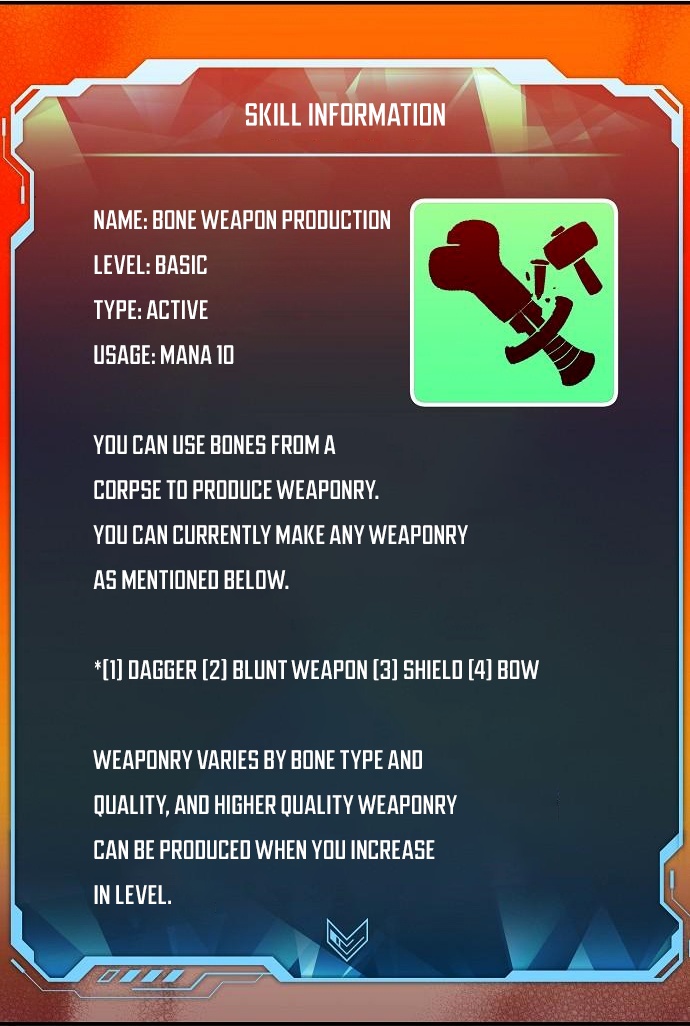 SKILL INFORMATION
NAME: BONE WEAPON PRODUCTION
LEVEL: BASIC
TYPE: ACTIVE
USAGE: MANA 10
YOU CAN USE BONES FROM A
CORPSE TO PRODUCE WEAPONRY.
YOU CAN CURRENTLY MAKE ANY WEAPONRY
AS MENTIONED BELOW.
*[1] DAGGER [2] BLUNT WEAPON [3] SHIELD [4] BOW
WEAPONRY VARIES BY BONE TYPE AND
QUALITY, AND HIGHER QUALITY WEAPONRY
CAN BE PRODUCED WHEN YOU INCREASE
IN LEVEL.